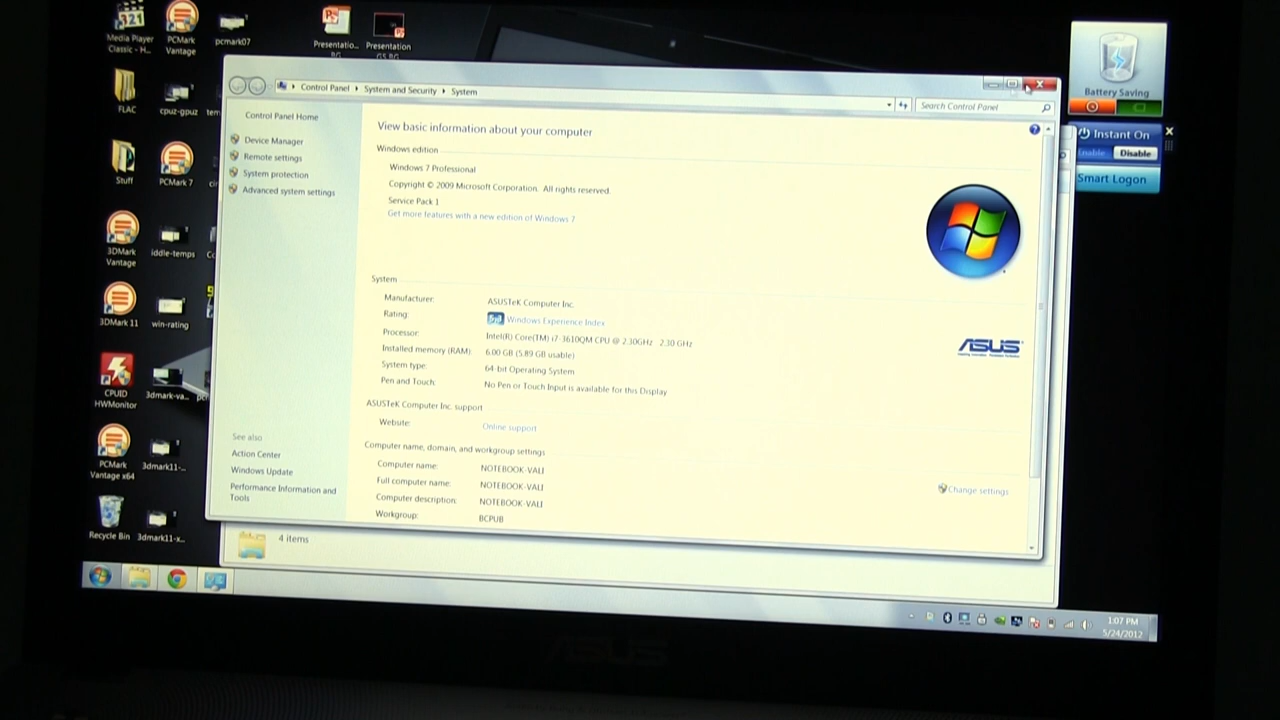 Media Player
Classic - H...
PCMark
Vantage
pcmark07
Presentatio...
BG
Presentation
GS BG
FLAC
cpuz-gpuz
Stuff
PCMark 7
3DMark
Vantage
iddle-temps
3DMark 11
win-rating
CPUID
HWMonitor
3dmark-va...
PCMark
Vantage x64
3dmark11-...
Recycle Bin
3dmark11-x...
Control Panel
System and Security
System
Search Control Panel
Control Panel Home
Device Manager
Remote settings
System protection
Advanced system settings
See also
Action Center
Windows Update
Performance Information and
Tools
View basic information about your computer
Windows edition
Windows 7 Professional
Copyright © 2009 Microsoft Corporation. All rights reserved.
Service Pack 1
Get more features with a new edition of Windows 7
System
Manufacturer: ASUSTeK Computer Inc.
Rating: Windows Experience Index
Processor: Intel(R) Core(TM) i7-3610QM CPU @ 2.30GHz 2.30 GHz
Installed memory (RAM): 6.00 GB (5.89 GB usable)
System type: 64-bit Operating System
Pen and Touch: No Pen or Touch Input is available for this Display
ASUS
ASUSTeK Computer Inc. support
Website: Online support
Computer name, domain, and workgroup settings
Computer name: NOTEBOOK-VALI
Full computer name: NOTEBOOK-VALI
Computer description: NOTEBOOK-VALI
Workgroup: BCPUB
Change settings
4 items
Battery Saving
Instant On
Enable
Disable
Smart Logon
1:07 PM
5/24/2012
ASUS